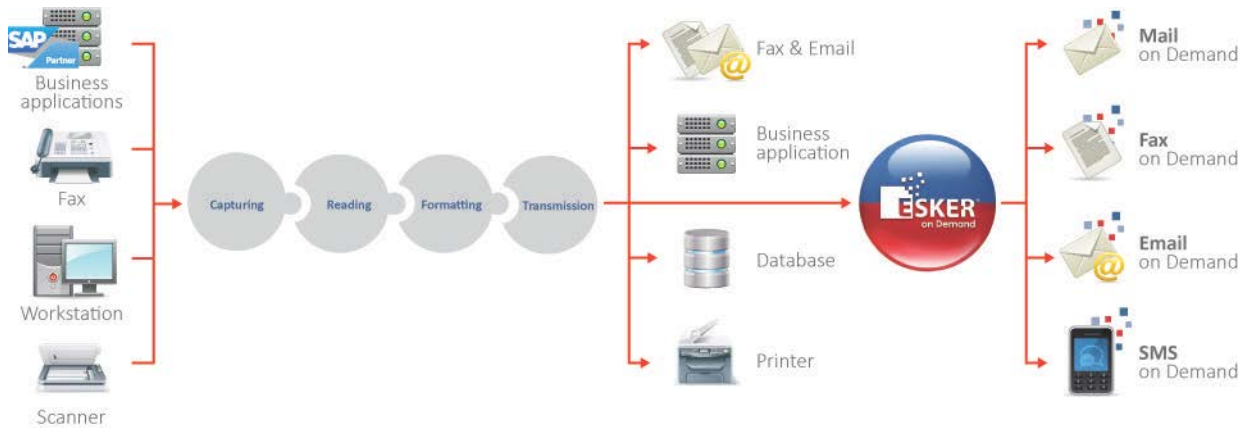 SAP
Partner
Business
applications
Fax
Workstation
Scanner
Capturing
Reading
Formatting
Transmission
Fax & Email
@
Business
application
Database
Printer
ESKER
on Demand
Mail
on Demand
Fax
on Demand
Email
on Demand
@
SMS
on Demand